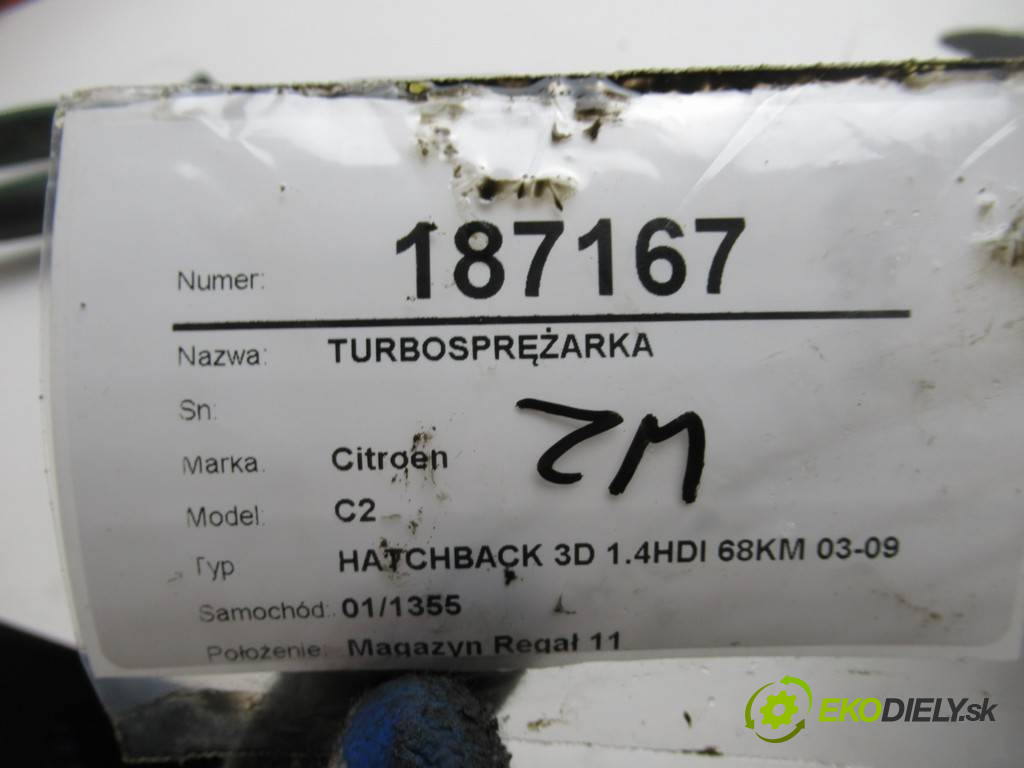 Numer: 187167
Nazwa: TURBOSPRĘŻARKA
Sn:
Marka: Citroen
Model: C2
Typ HATCHBACK 3D 1.4HDI 68KM 03-09
Samochód: 01/1355
Położenie: Magazyn Regał 11
EKODIELY.sk